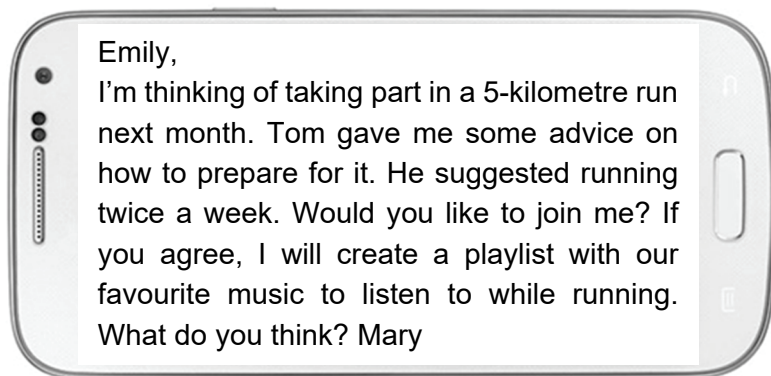 Emily,
I’m thinking of taking part in a 5-kilometre run
next month. Tom gave me some advice on
how to prepare for it. He suggested running
twice a week. Would you like to join me? If
you agree, I will create a playlist with our
favourite music to listen to while running.
What do you think? Mary